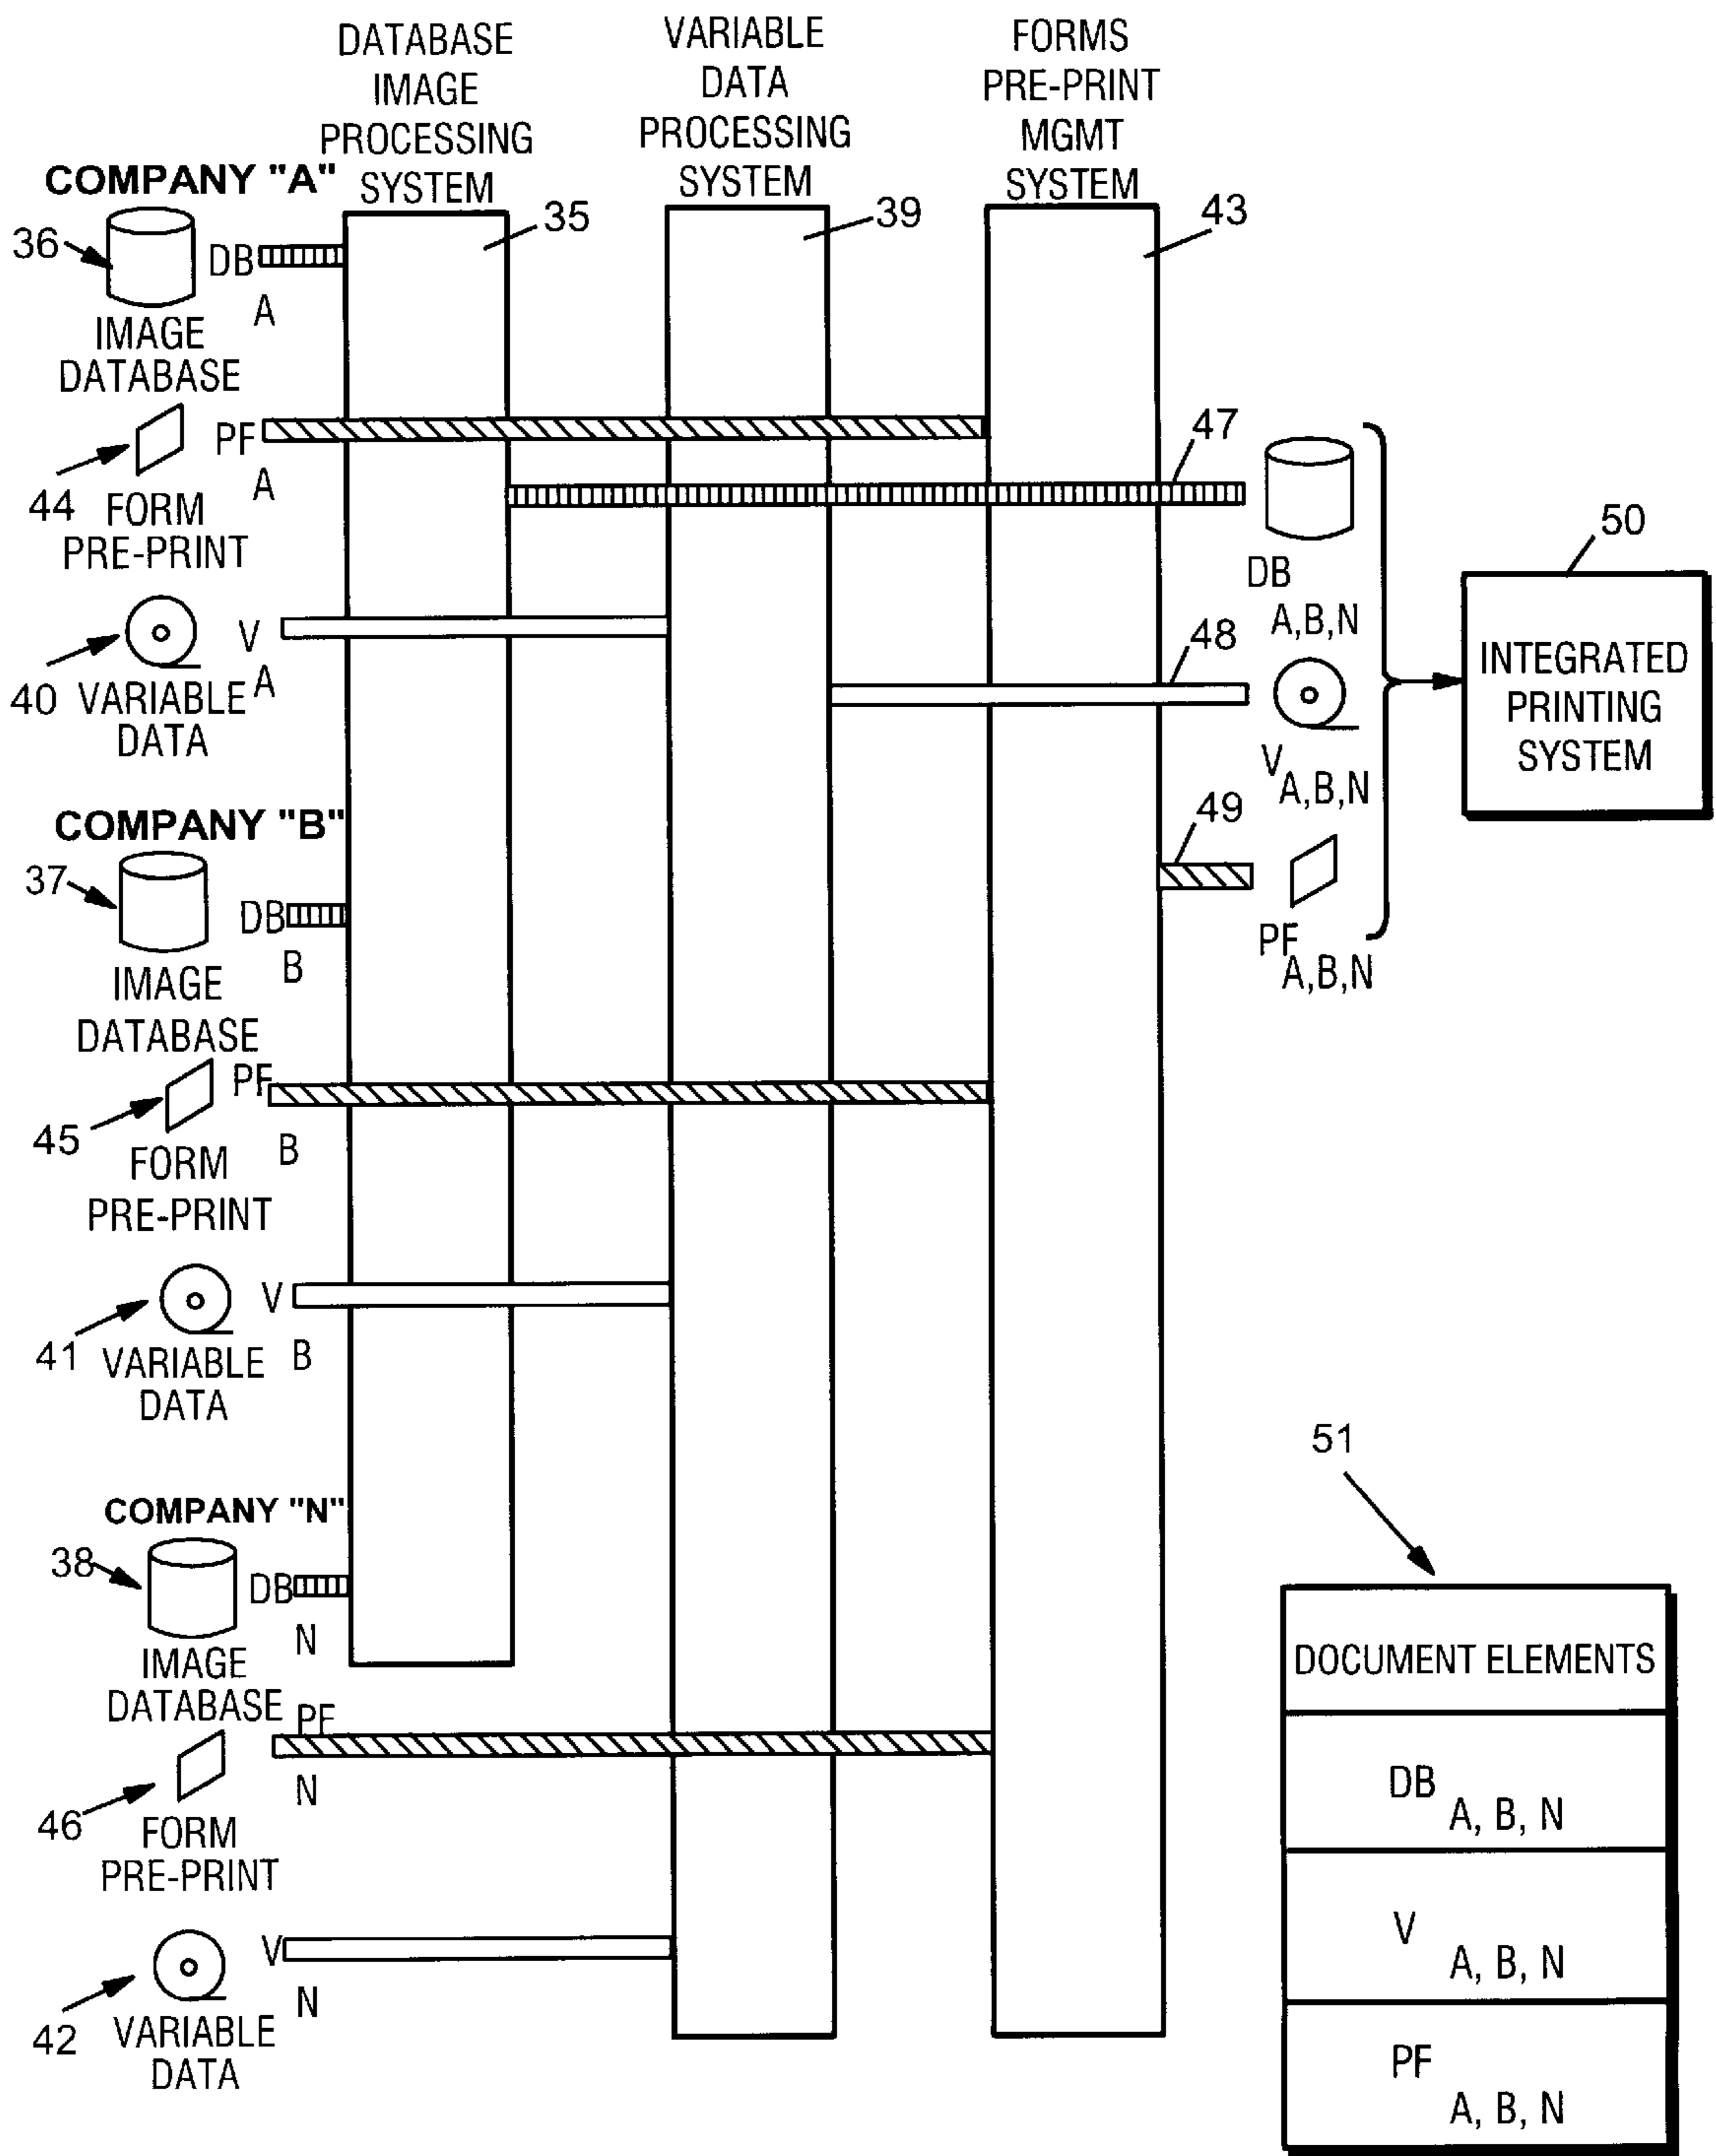 DATABASE
IMAGE
PROCESSING
SYSTEM
VARIABLE
DATA
PROCESSING
SYSTEM
FORMS
PRE-PRINT
MGMT
SYSTEM
COMPANY "A"
35
39
43
36
DB
A
IMAGE
DATABASE
PF
A
44
FORM
PRE-PRINT
47
DB
A,B,N
V
A
40
VARIABLE
DATA
48
V
A,B,N
50
INTEGRATED
PRINTING
SYSTEM
49
PF
A,B,N
COMPANY "B"
37
DB
B
IMAGE
DATABASE
PF
B
45
FORM
PRE-PRINT
V
B
41
VARIABLE
DATA
COMPANY "N"
38
DB
N
IMAGE
DATABASE
PF
N
46
FORM
PRE-PRINT
V
N
42
VARIABLE
DATA
51
DOCUMENT ELEMENTS
DB
A, B, N
V
A, B, N
PF
A, B, N